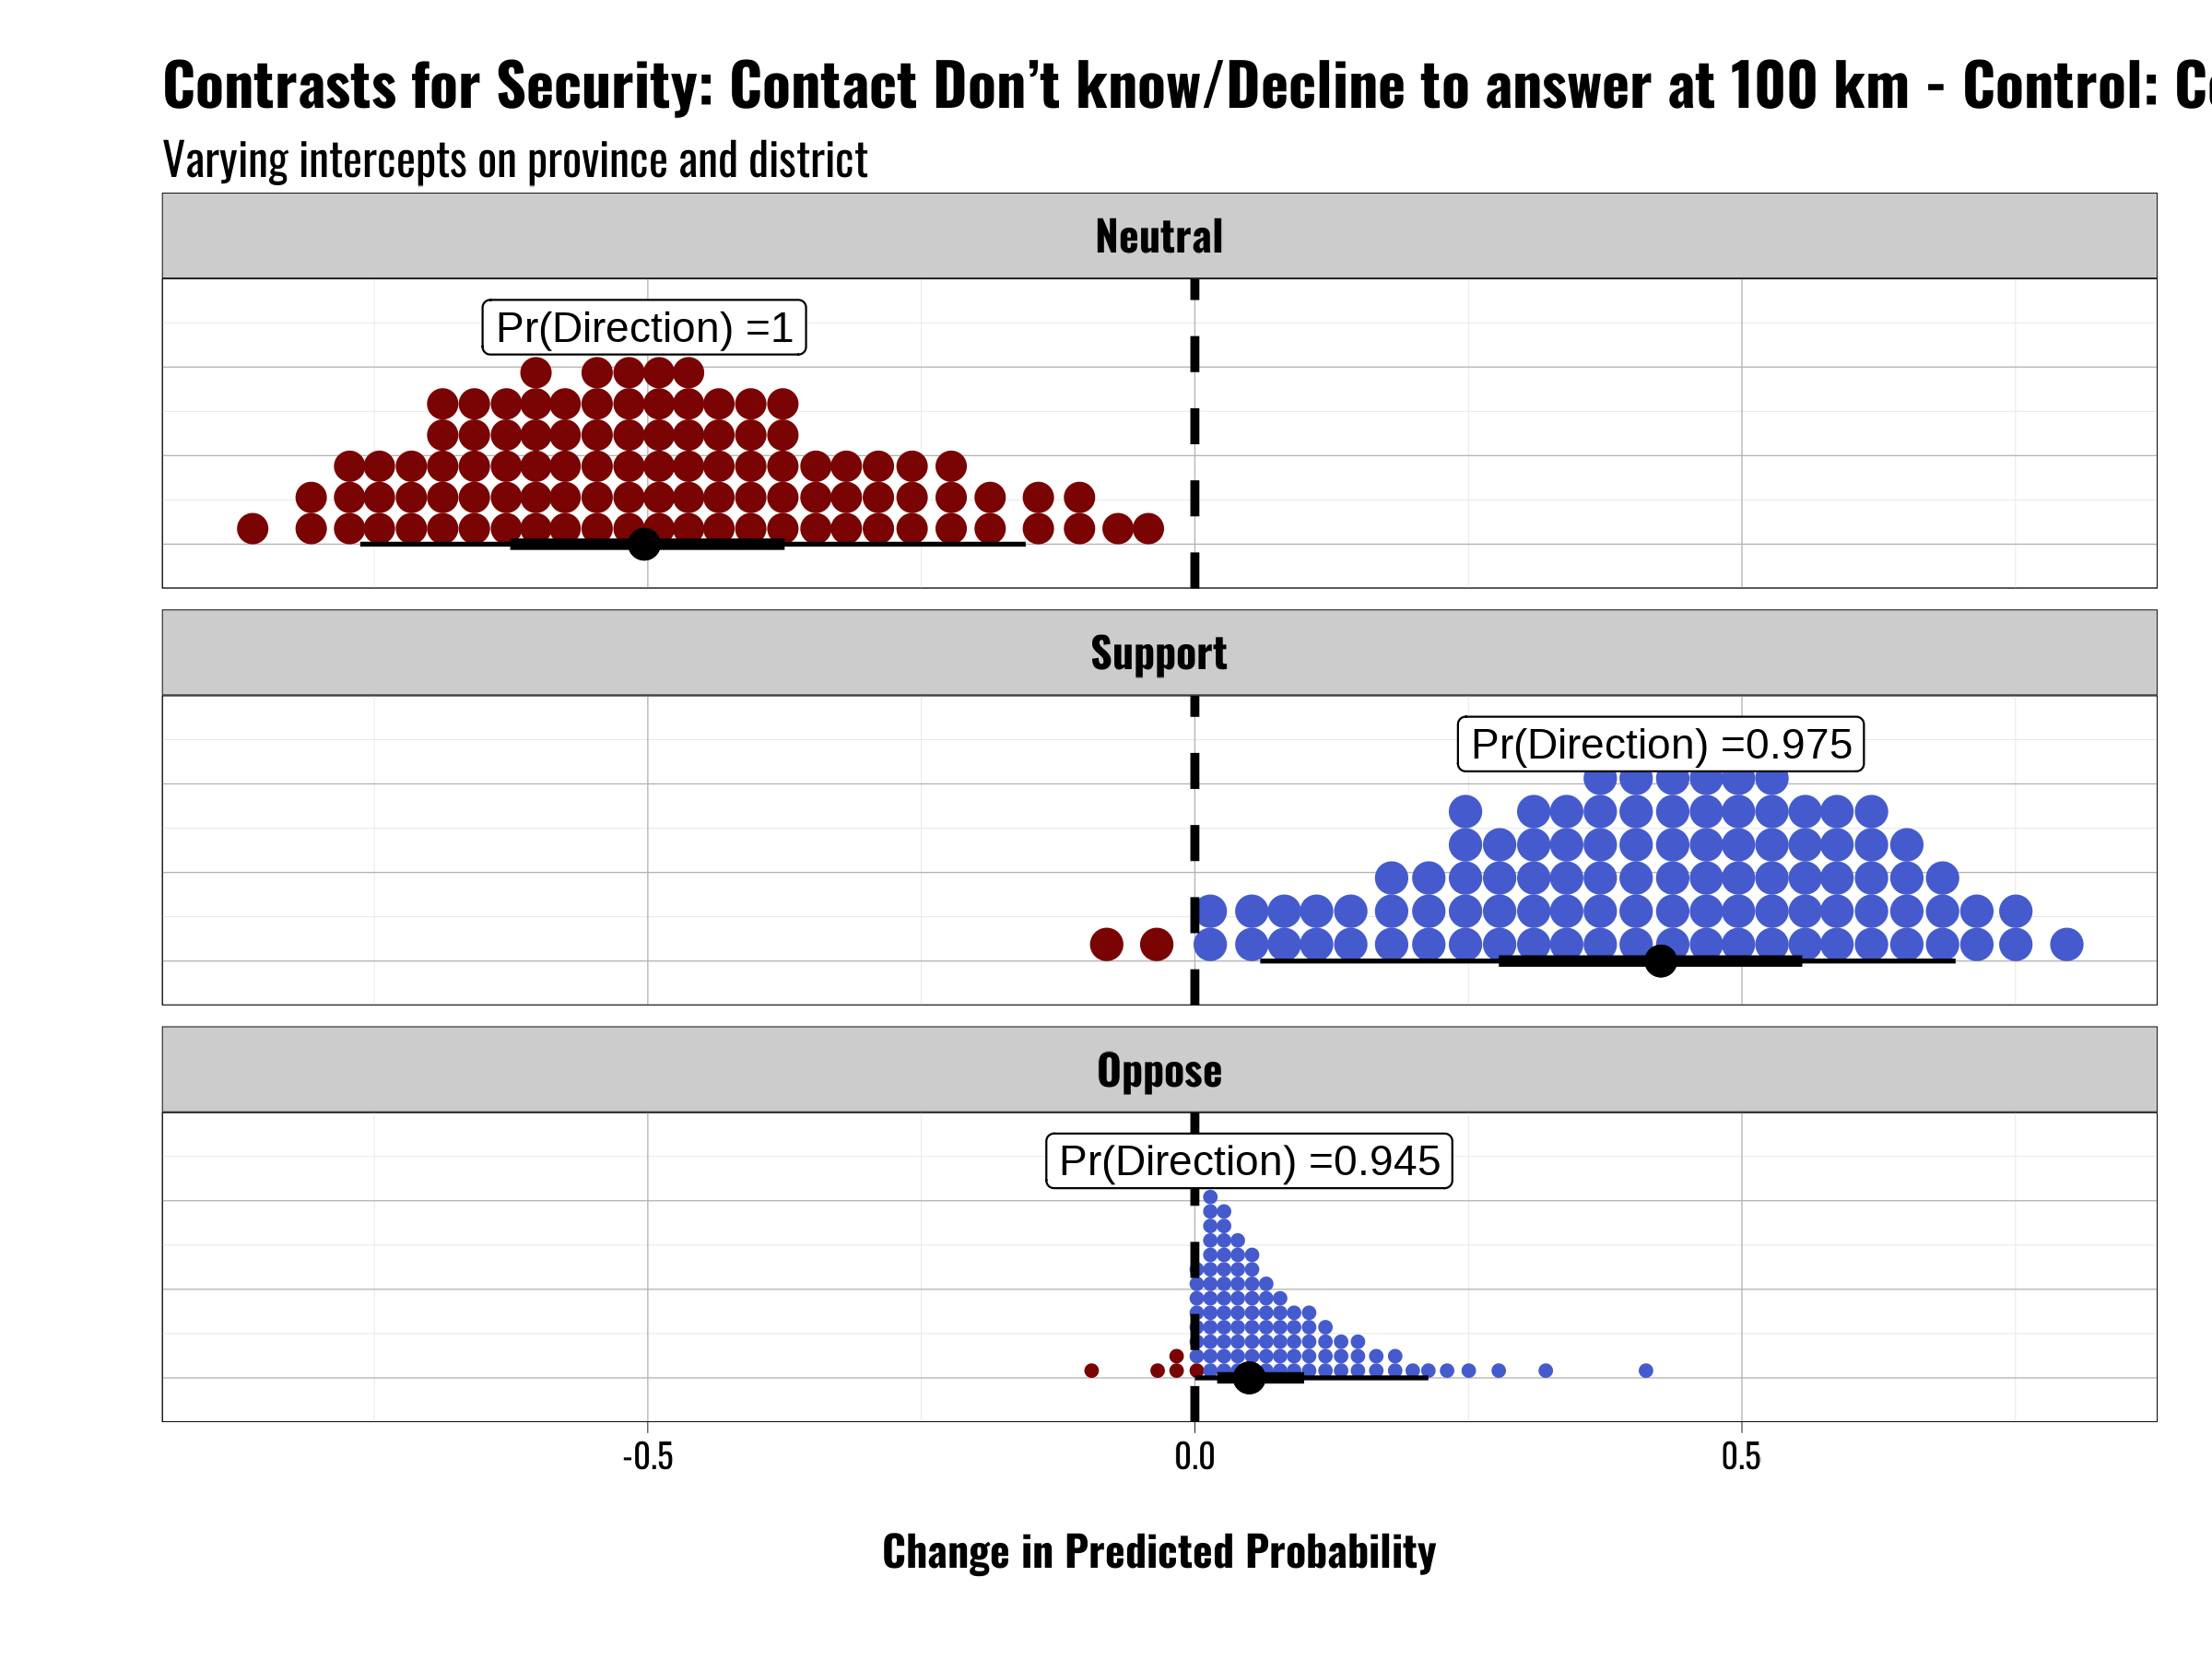 Contrasts for Security: Contact Don’t know/Decline to answer at 100 km - Control:
Varying intercepts on province and district
Neutral
Pr(Direction) =1
Support
Pr(Direction) =0.975
Oppose
Pr(Direction) =0.945
-0.5 0.0 0.5
Change in Predicted Probability